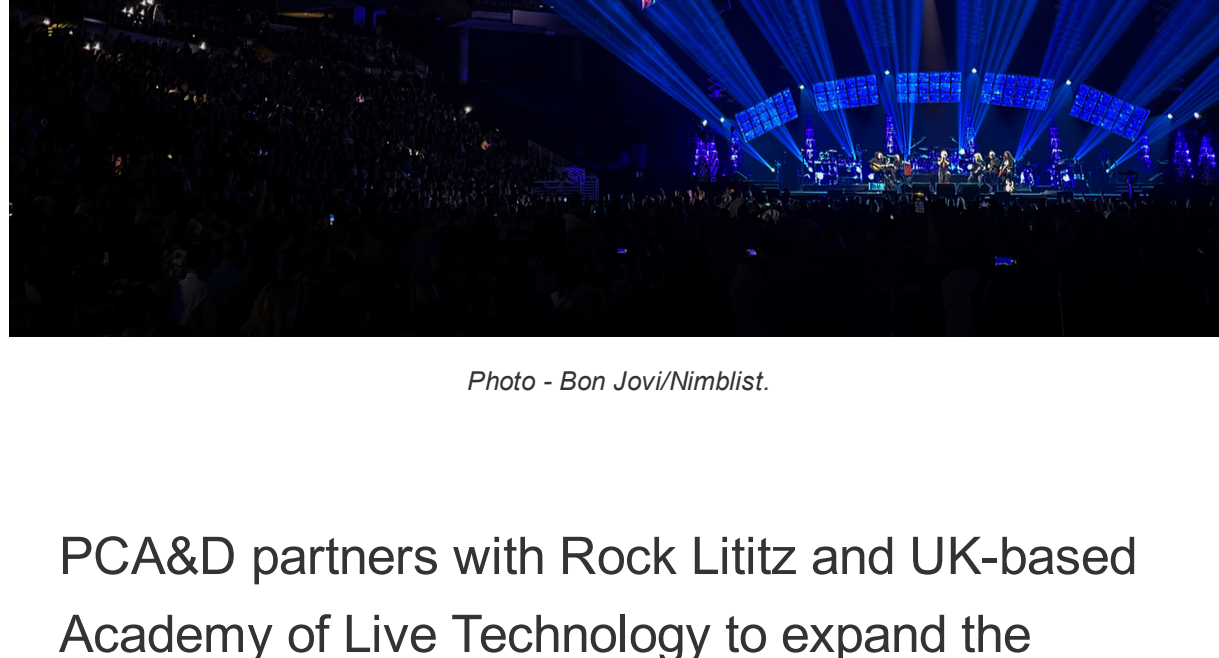 Photo - Bon Jovi/Nimblist.
PCA&D partners with Rock Lititz and UK-based
Academy of Live Technology to expand the